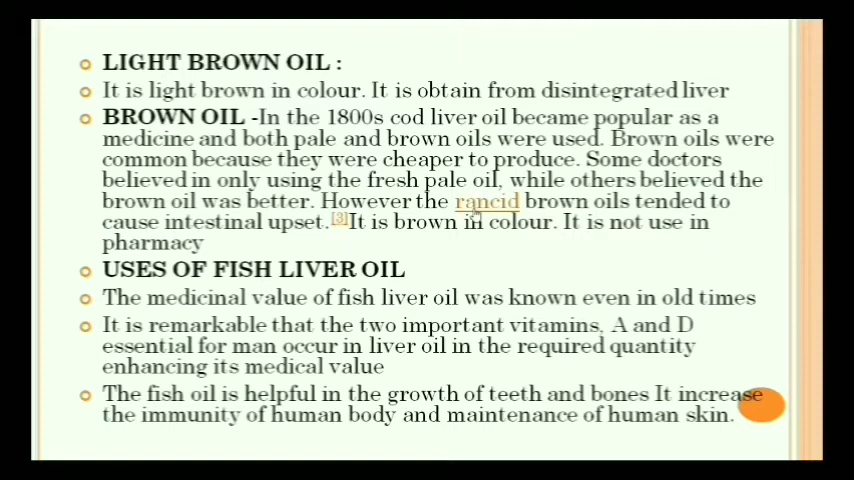 LIGHT BROWN OIL :
It is light brown in colour. It is obtain from disintegrated liver
BROWN OIL -In the 1800s cod liver oil became popular as a
medicine and both pale and brown oils were used. Brown oils were
common because they were cheaper to produce. Some doctors
believed in only using the fresh pale oil, while others believed the
brown oil was better. However the rancid brown oils tended to
cause intestinal upset.[3]It is brown in colour. It is not use in
pharmacy
USES OF FISH LIVER OIL
The medicinal value of fish liver oil was known even in old times
It is remarkable that the two important vitamins, A and D
essential for man occur in liver oil in the required quantity
enhancing its medical value
The fish oil is helpful in the growth of teeth and bones It increase
the immunity of human body and maintenance of human skin.